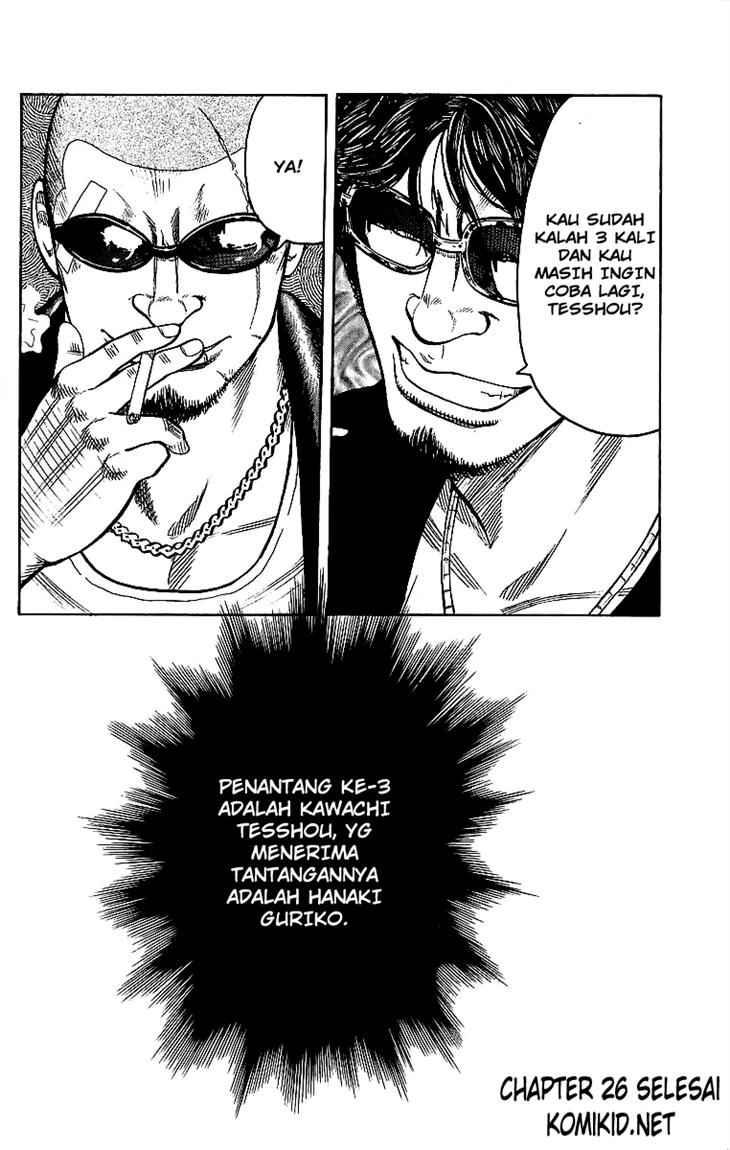 KAU SUDAH
KALAH 3 KALI
DAN KAU
MASIH INGIN
COBA LAGI,
TESSHOU?
YA!
PENANTANG KE-3
ADALAH KAWACHI
TESSHOU, YG
MENERIMA
TANTANGANNYA
ADALAH HANAKI
GURIKO.
CHAPTER 26 SELESAI
KOMIKID.NET